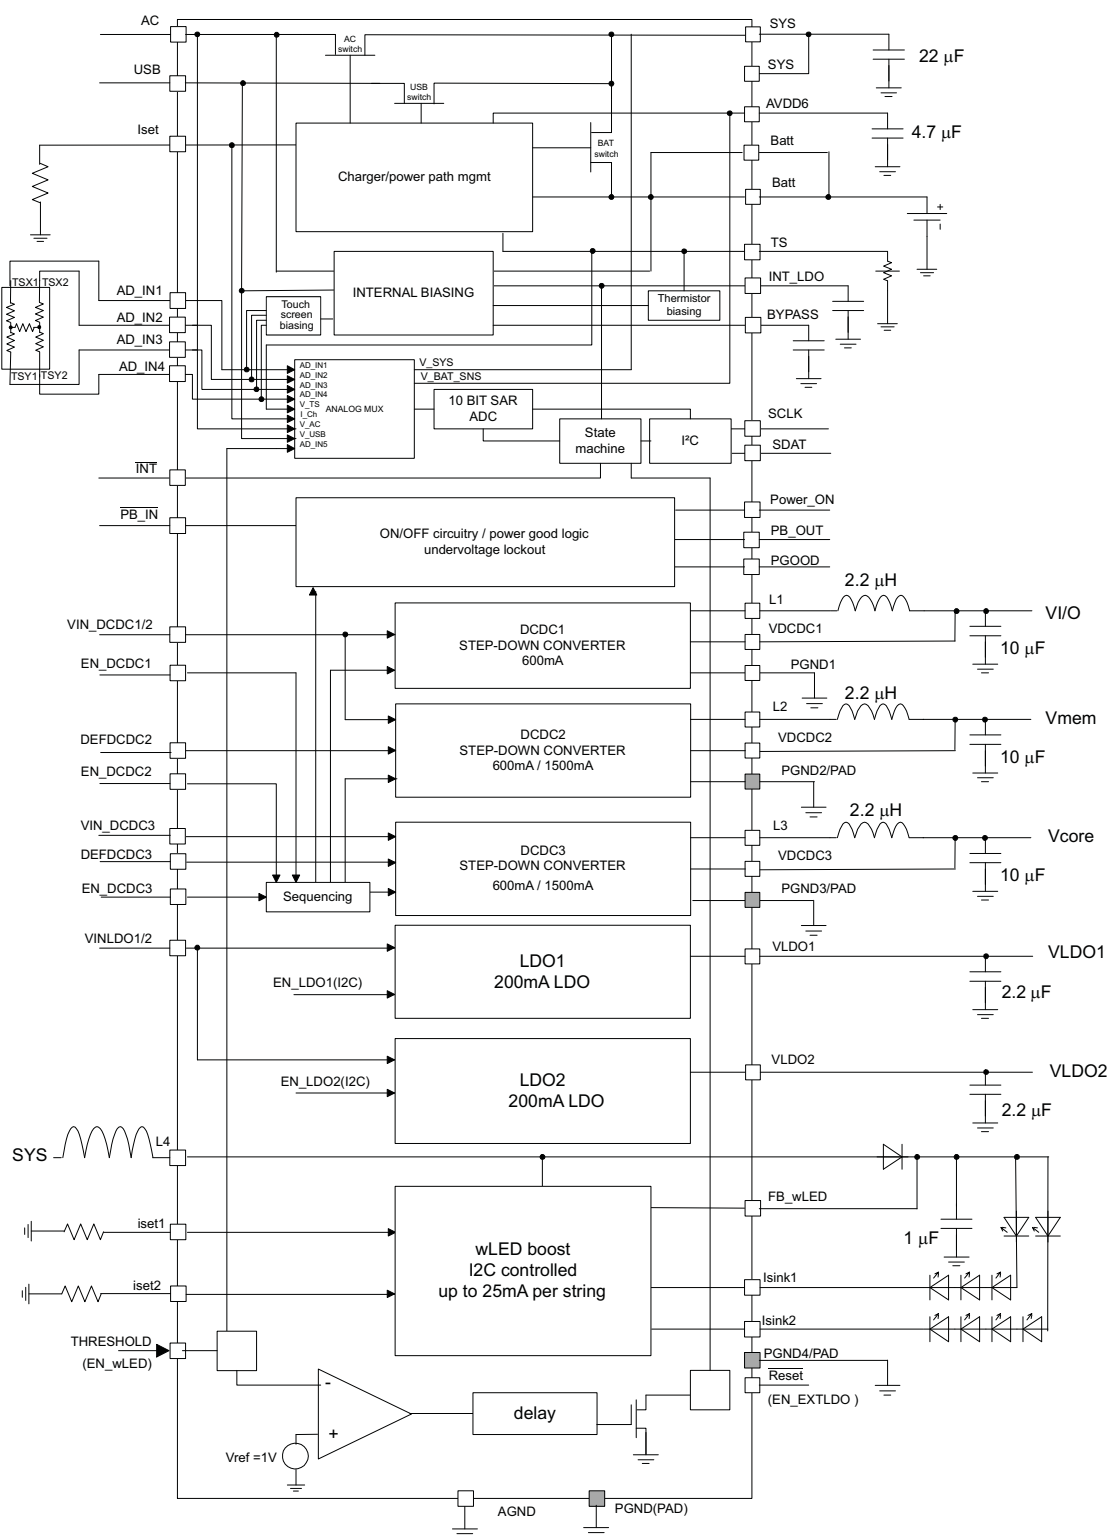 AC
SYS
AC
switch
22 μF
SYS
USB
USB
switch
AVDD6
4.7 μF
Iset
BAT
switch
Batt
Charger/power path mgmt
Batt
+
-
TS
TSX1 TSX2
AD_IN1
INTERNAL BIASING
INT_LDO
Touch
screen
biasing
Thermistor
biasing
AD_IN2
BYPASS
AD_IN3
TSY1 TSY2
AD_IN4
AD_IN1
AD_IN2
AD_IN3
AD_IN4
V_TS
I_Ch
V_AC
V_USB
AD_IN5
ANALOG MUX
V_SYS
V_BAT_SNS
10 BIT SAR
ADC
State
machine
I²C
SCLK
SDAT
INT
Power_ON
PB_IN
ON/OFF circuitry / power good logic
undervoltage lockout
PB_OUT
PGOOD
2.2 μH
L1
VI/O
VIN_DCDC1/2
DCDC1
STEP-DOWN CONVERTER
600mA
VDCDC1
10 μF
EN_DCDC1
PGND1
2.2 μH
L2
Vmem
DEFDCDC2
DCDC2
STEP-DOWN CONVERTER
600mA / 1500mA
VDCDC2
10 μF
EN_DCDC2
PGND2/PAD
2.2 μH
VIN_DCDC3
L3
Vcore
DEFDCDC3
DCDC3
STEP-DOWN CONVERTER
600mA / 1500mA
VDCDC3
10 μF
EN_DCDC3
Sequencing
PGND3/PAD
VINLDO1/2
VLDO1
VLDO1
LDO1
200mA LDO
EN_LDO1(I2C)
2.2 μF
VLDO2
VLDO2
LDO2
200mA LDO
EN_LDO2(I2C)
2.2 μF
SYS
L4
FB_wLED
iset1
1 μF
wLED boost
I2C controlled
up to 25mA per string
Isink1
iset2
Isink2
THRESHOLD
(EN_wLED)
PGND4/PAD
Reset
(EN_EXTLDO )
-
+
delay
Vref =1V
AGND
PGND(PAD)